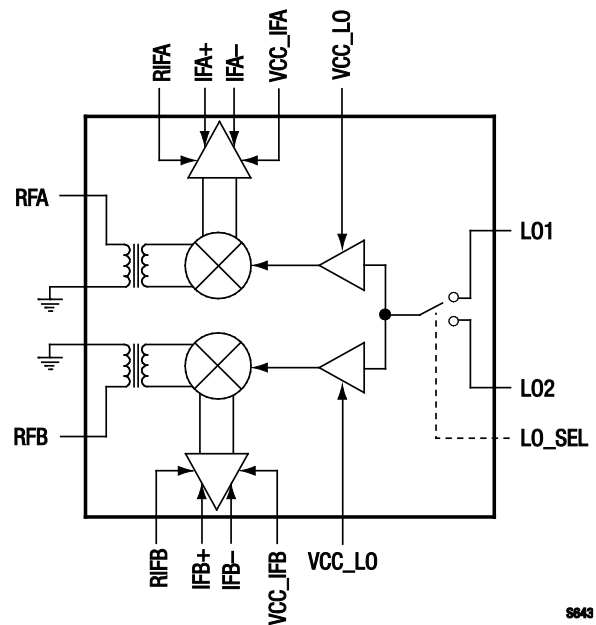 RIFA
IFA+
IFA–
VCC_IFA
VCC_LO
RFA
LO1
LO2
RFB
LO_SEL
RIFB
IFB+
IFB–
VCC_IFB
VCC_LO
S643